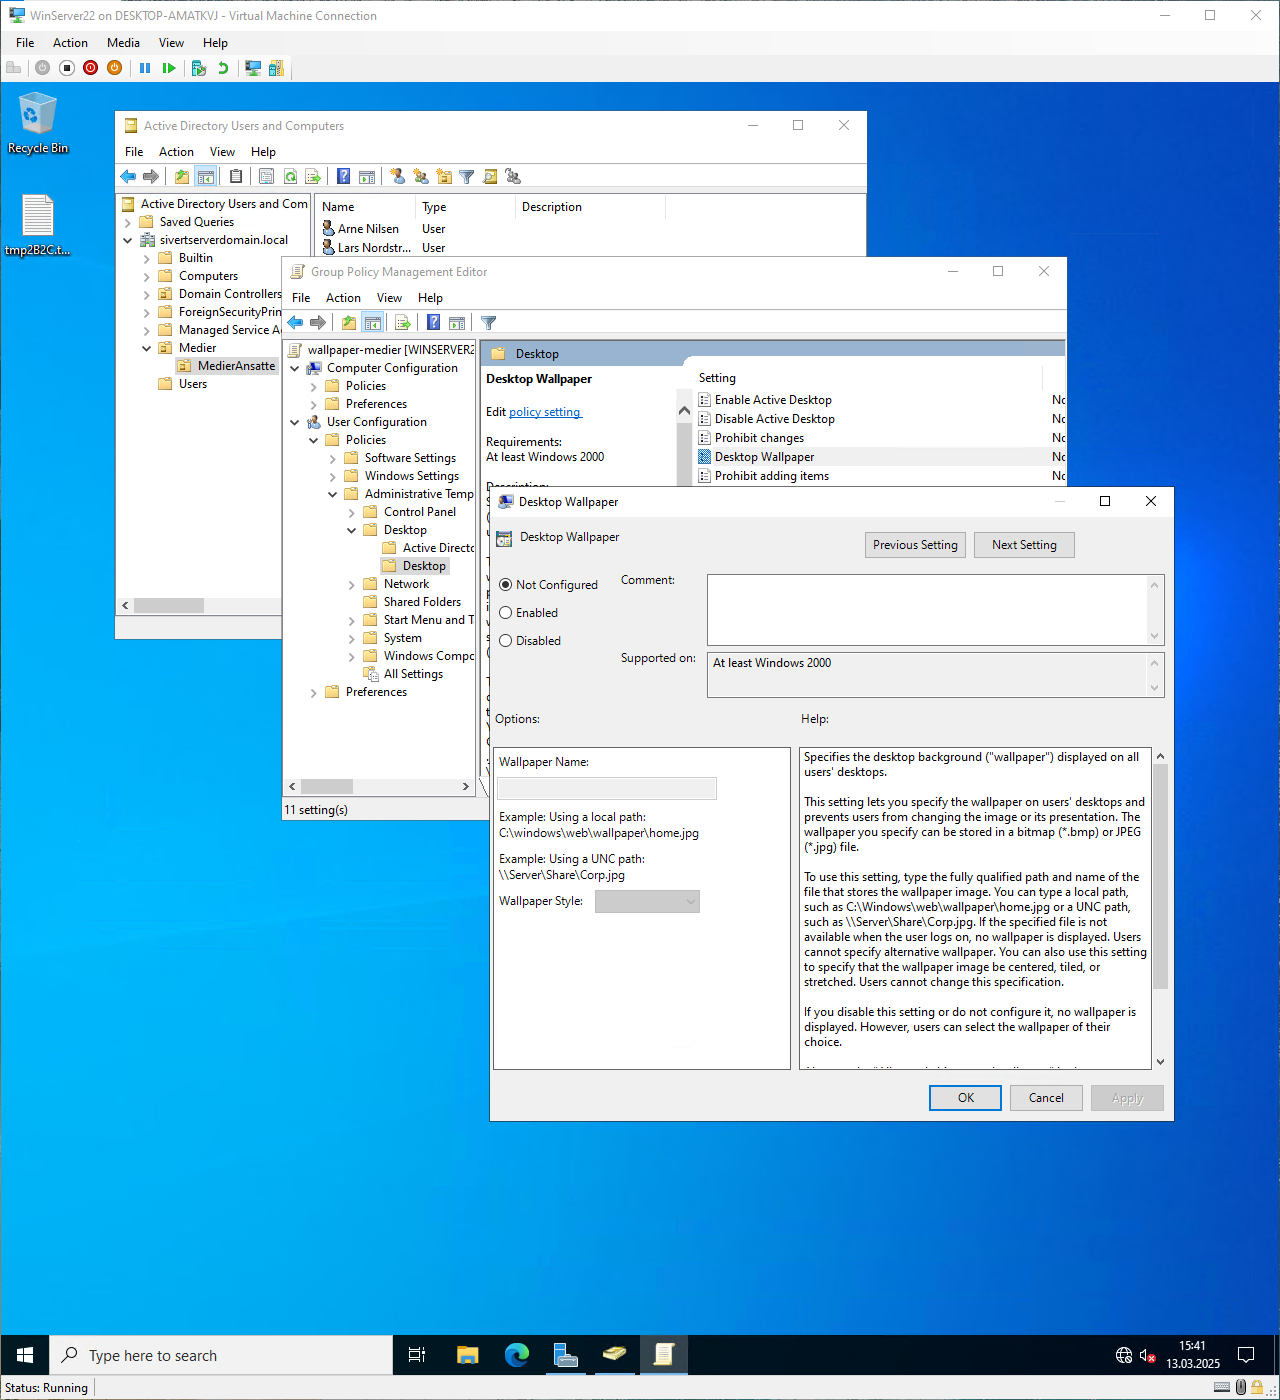 WinServer22 on DESKTOP-AMATKVJ - Virtual Machine Connection
File Action Media View Help
Recycle Bin
tmp2B2C.t...
Active Directory Users and Computers
File Action View Help
Active Directory Users and Com
Saved Queries
sivertserverdomain.local
Builtin
Computers
Domain Controllers
ForeignSecurityPrin
Managed Service A
Medier
MedierAnsatte
Users
Name Type Description
Arne Nilsen User
Lars Nordstr... User
Group Policy Management Editor
File Action View Help
wallpaper-medier [WINSERVER2
Computer Configuration
Policies
Preferences
User Configuration
Policies
Software Settings
Windows Settings
Administrative Temp
Control Panel
Desktop
Active Directo
Desktop
Network
Shared Folders
Start Menu and T
System
Windows Compo
All Settings
Preferences
11 setting(s)
Desktop
Desktop Wallpaper
Edit policy setting
Requirements:
At least Windows 2000
Setting
Enable Active Desktop No
Disable Active Desktop No
Prohibit changes No
Desktop Wallpaper No
Prohibit adding items No
Desktop Wallpaper
Desktop Wallpaper
Previous Setting Next Setting
Not Configured
Enabled
Disabled
Comment:
Supported on: At least Windows 2000
Options: Help:
Wallpaper Name:
Example: Using a local path:
C:\windows\web\wallpaper\home.jpg
Example: Using a UNC path:
\\Server\Share\Corp.jpg
Wallpaper Style:
Specifies the desktop background ("wallpaper") displayed on all
users' desktops.
This setting lets you specify the wallpaper on users' desktops and
prevents users from changing the image or its presentation. The
wallpaper you specify can be stored in a bitmap (*.bmp) or JPEG
(*.jpg) file.
To use this setting, type the fully qualified path and name of the
file that stores the wallpaper image. You can type a local path,
such as C:\Windows\web\wallpaper\home.jpg or a UNC path,
such as \\Server\Share\Corp.jpg. If the specified file is not
available when the user logs on, no wallpaper is displayed. Users
cannot specify alternative wallpaper. You can also use this setting
to specify that the wallpaper image be centered, tiled, or
stretched. Users cannot change this specification.
If you disable this setting or do not configure it, no wallpaper is
displayed. However, users can select the wallpaper of their
choice.
OK Cancel Apply
Type here to search
15:41
13.03.2025
Status: Running